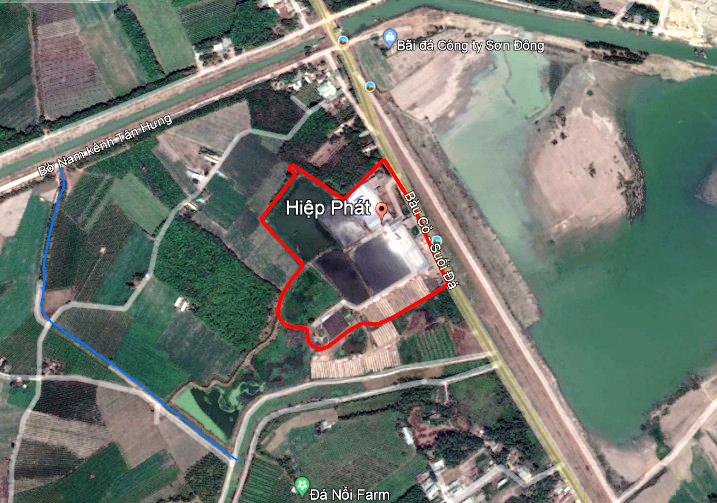 Bãi đá Công ty Sơn Đông
Bờ Nam kênh Tân Hưng
Hiệp Phát
Bàu Cỏ - Suối Đá
Đá Nổi Farm